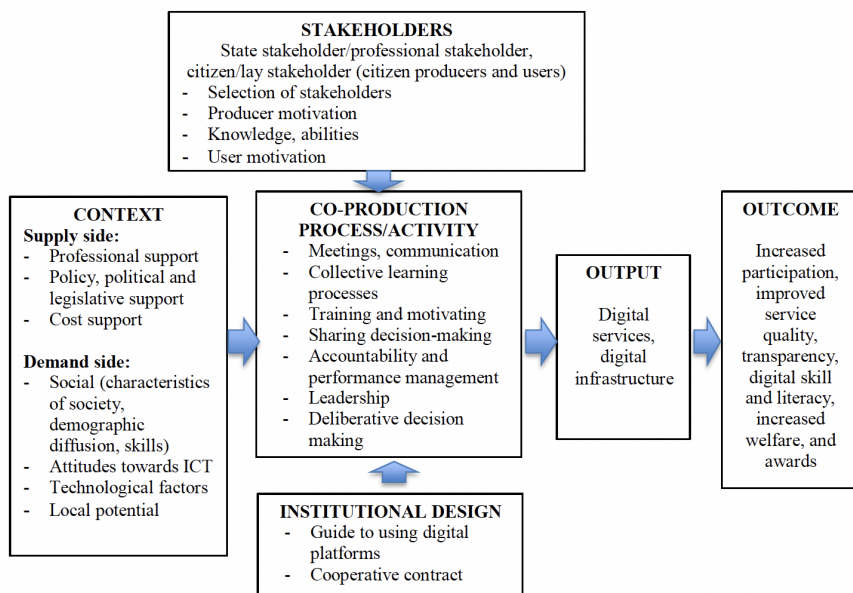 STAKEHOLDERS
State stakeholder/professional stakeholder,
citizen/lay stakeholder (citizen producers and users)
- Selection of stakeholders
- Producer motivation
- Knowledge, abilities
- User motivation
CONTEXT
Supply side:
- Professional support
- Policy, political and
legislative support
- Cost support
Demand side:
- Social (characteristics
of society,
demographic
diffusion, skills)
- Attitudes towards ICT
- Technological factors
- Local potential
CO-PRODUCTION
PROCESS/ACTIVITY
- Meetings, communication
- Collective learning
processes
- Training and motivating
- Sharing decision-making
- Accountability and
performance management
- Leadership
- Deliberative decision
making
INSTITUTIONAL DESIGN
- Guide to using digital
platforms
- Cooperative contract
OUTPUT
Digital
services,
digital
infrastructure
OUTCOME
Increased
participation,
improved
service
quality,
transparency,
digital skill
and literacy,
increased
welfare, and
awards